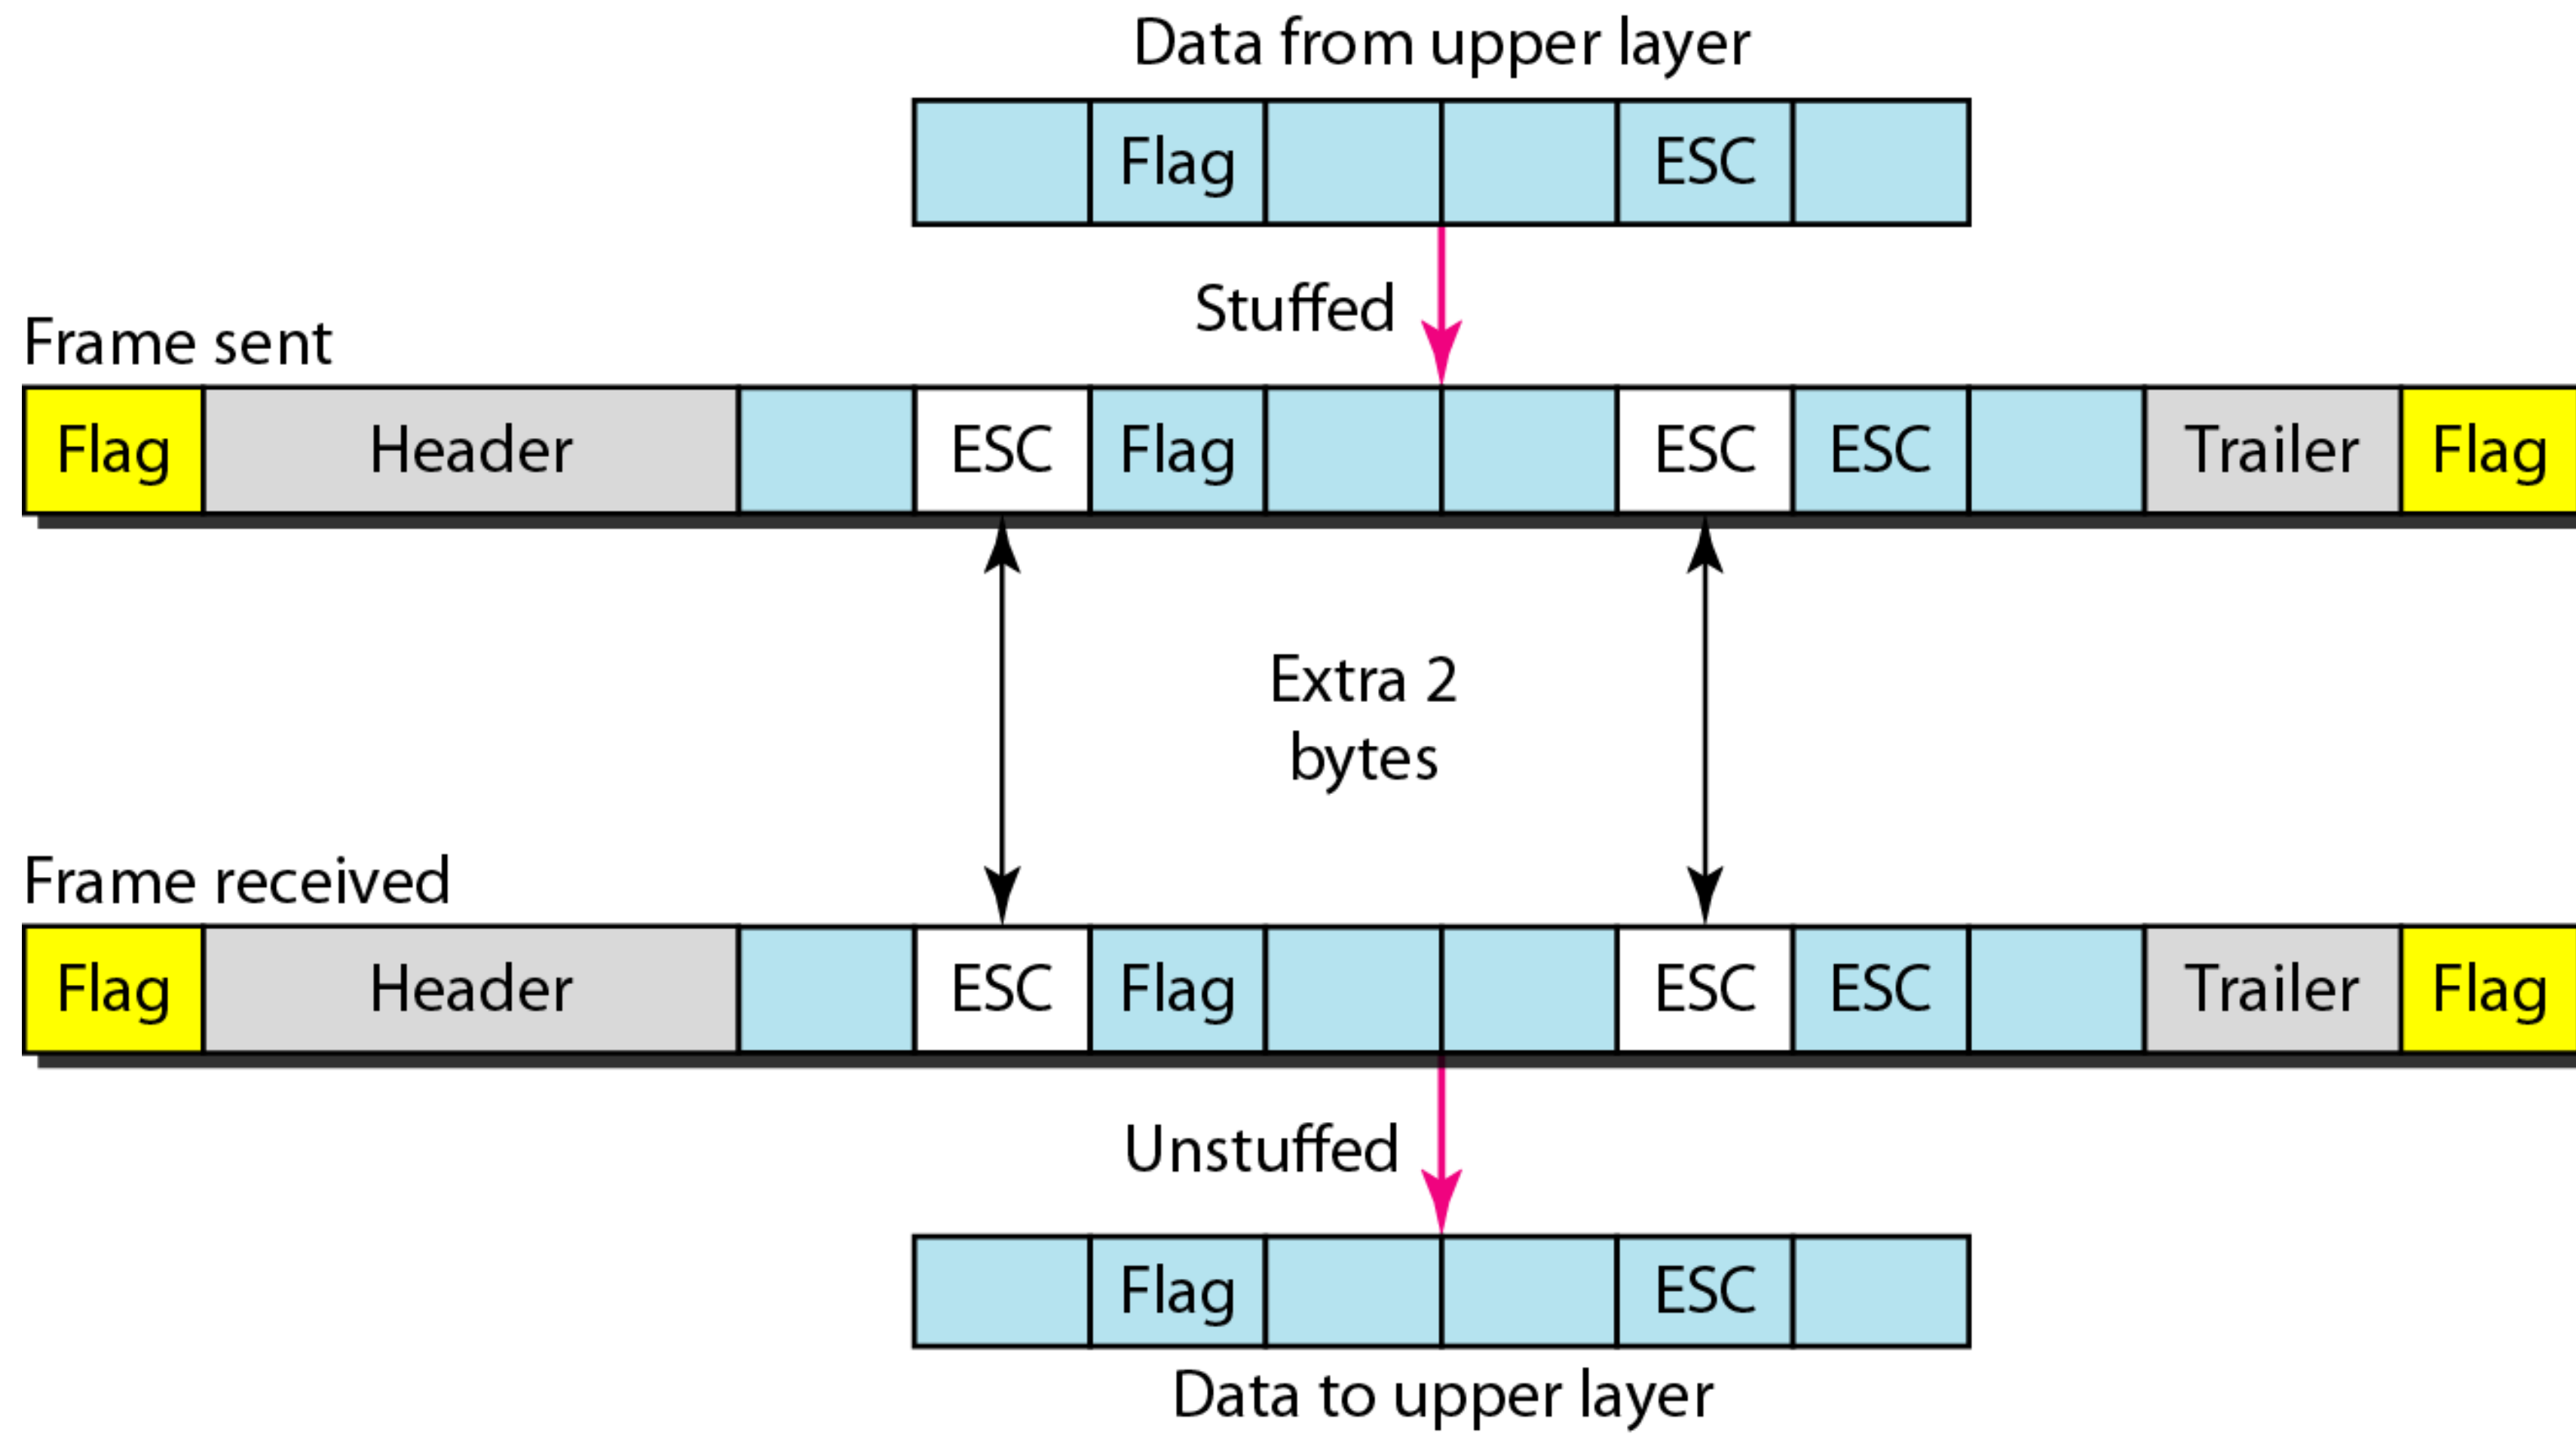 Data from upper layer
Flag ESC
Stuffed
Frame sent
Flag Header ESC Flag ESC ESC Trailer Flag
Extra 2
bytes
Frame received
Flag Header ESC Flag ESC ESC Trailer Flag
Unstuffed
Flag ESC
Data to upper layer